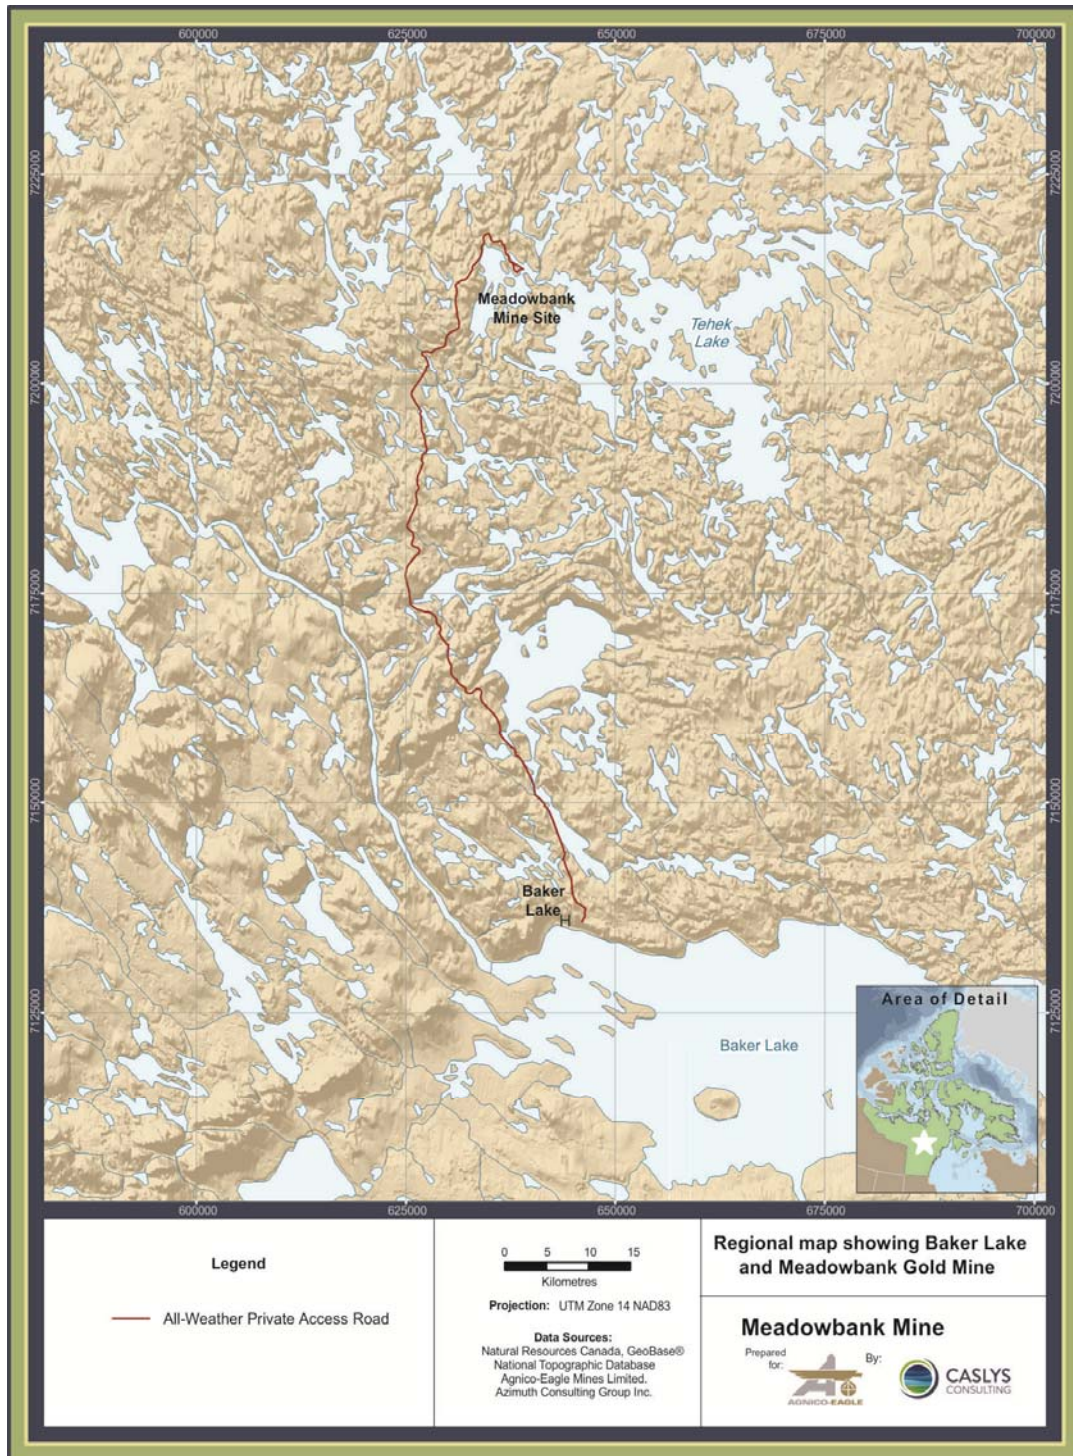 600000 625000 650000 675000 700000
7225000 7225000
Meadowbank
Mine Site
Tehek
Lake
7200000 7200000
7175000 7175000
7150000 7150000
Baker
Lake
H
7125000 7125000
Baker Lake
Area of Detail
600000 625000 650000 675000 700000
Legend
All-Weather Private Access Road
0 5 10 15
Kilometres
Projection: UTM Zone 14 NAD83
Data Sources:
Natural Resources Canada, GeoBase®
National Topographic Database
Agnico-Eagle Mines Limited.
Azimuth Consulting Group Inc.
Regional map showing Baker Lake
and Meadowbank Gold Mine
Meadowbank Mine
Prepared
for:
AGNICO-EAGLE
By:
CASLYS
CONSULTING